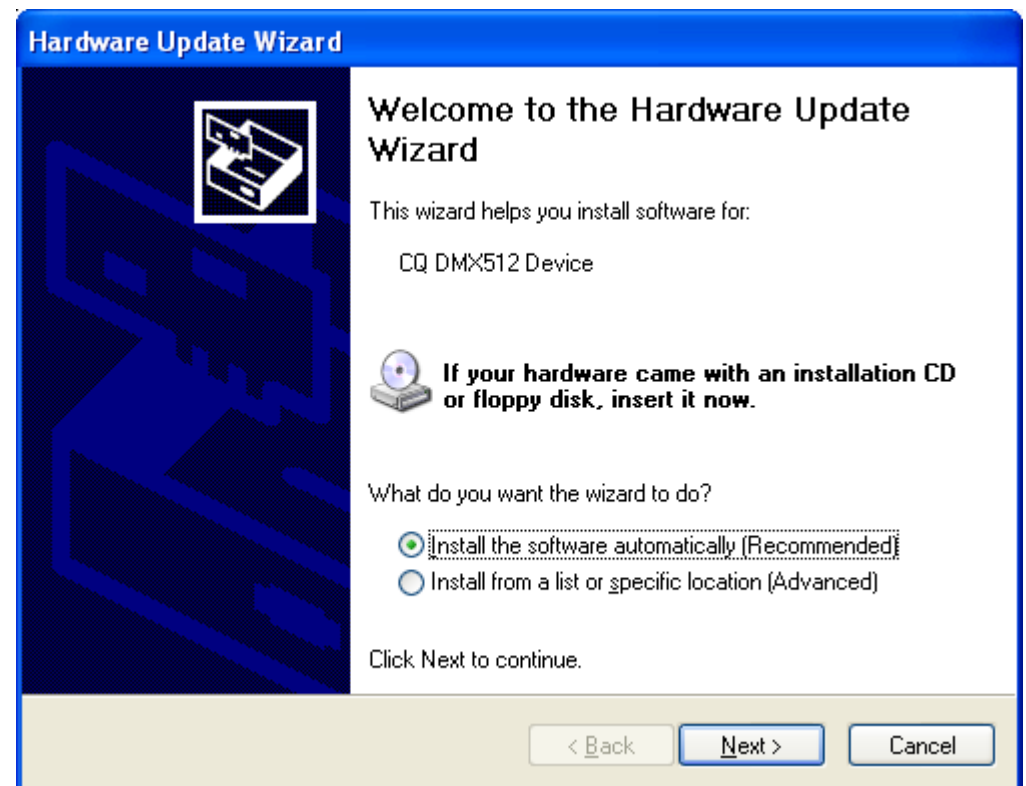 Hardware Update Wizard
Welcome to the Hardware Update
Wizard
This wizard helps you install software for:
CQ DMX512 Device
If your hardware came with an installation CD
or floppy disk, insert it now.
What do you want the wizard to do?
Install the software automatically (Recommended)
Install from a list or specific location (Advanced)
Click Next to continue.
< Back
Next >
Cancel